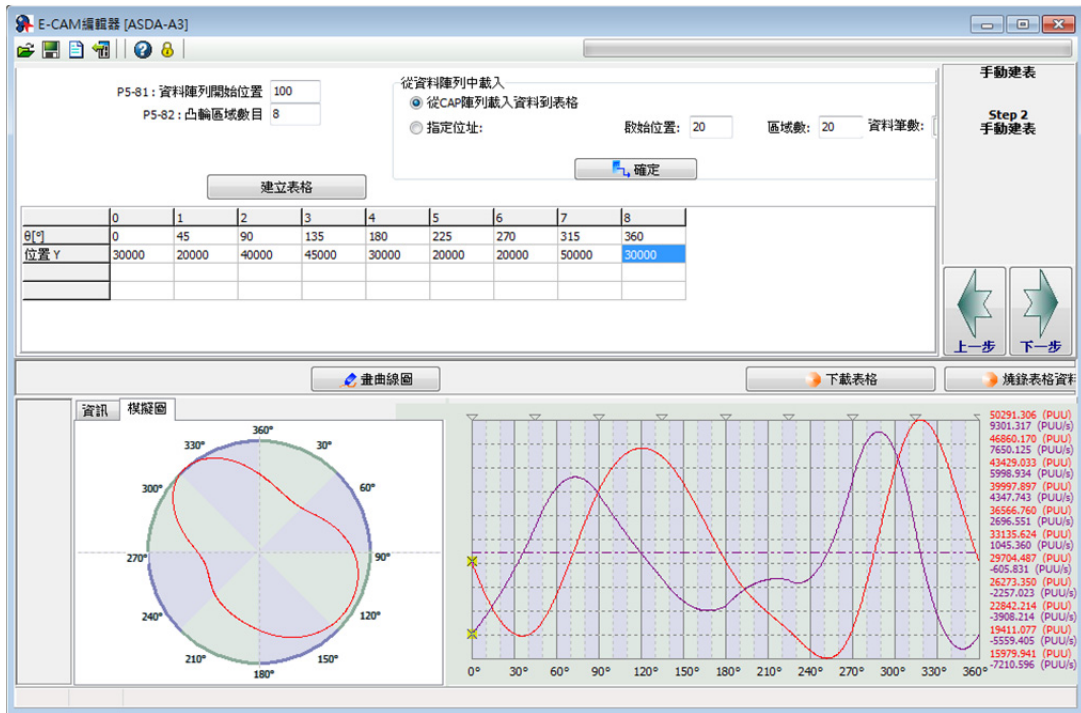 E-CAM編輯器 [ASDA-A3]
P5-81 : 資料陣列開始位置 100
P5-82 : 凸輪區域數目 8
建立表格
從資料陣列中載入
從CAP陣列載入資料到表格
指定位址: 啟始位置: 20 區域數: 20 資料筆數:
確定
手動建表
Step 2
手動建表
0 1 2 3 4 5 6 7 8
θ[°] 0 45 90 135 180 225 270 315 360
位置 Y 30000 20000 40000 45000 30000 20000 20000 50000 30000
上一步 下一步
畫曲線圖 下載表格 燒錄表格資料
資訊 模擬圖
360°
330° 30°
300° 60°
270° 90°
240° 120°
210° 150°
180°
50291.306 (PUU)
9301.317 (PUU/s)
46860.170 (PUU)
7650.125 (PUU/s)
43429.033 (PUU)
5998.934 (PUU/s)
39997.897 (PUU)
4347.743 (PUU/s)
36566.760 (PUU)
2696.551 (PUU/s)
33135.624 (PUU)
1045.360 (PUU/s)
29704.487 (PUU)
-605.831 (PUU/s)
26273.350 (PUU)
-2257.023 (PUU/s)
22842.214 (PUU)
-3908.214 (PUU/s)
19411.077 (PUU)
-5559.405 (PUU/s)
15979.941 (PUU)
-7210.596 (PUU/s)
0° 30° 60° 90° 120° 150° 180° 210° 240° 270° 300° 330° 360°